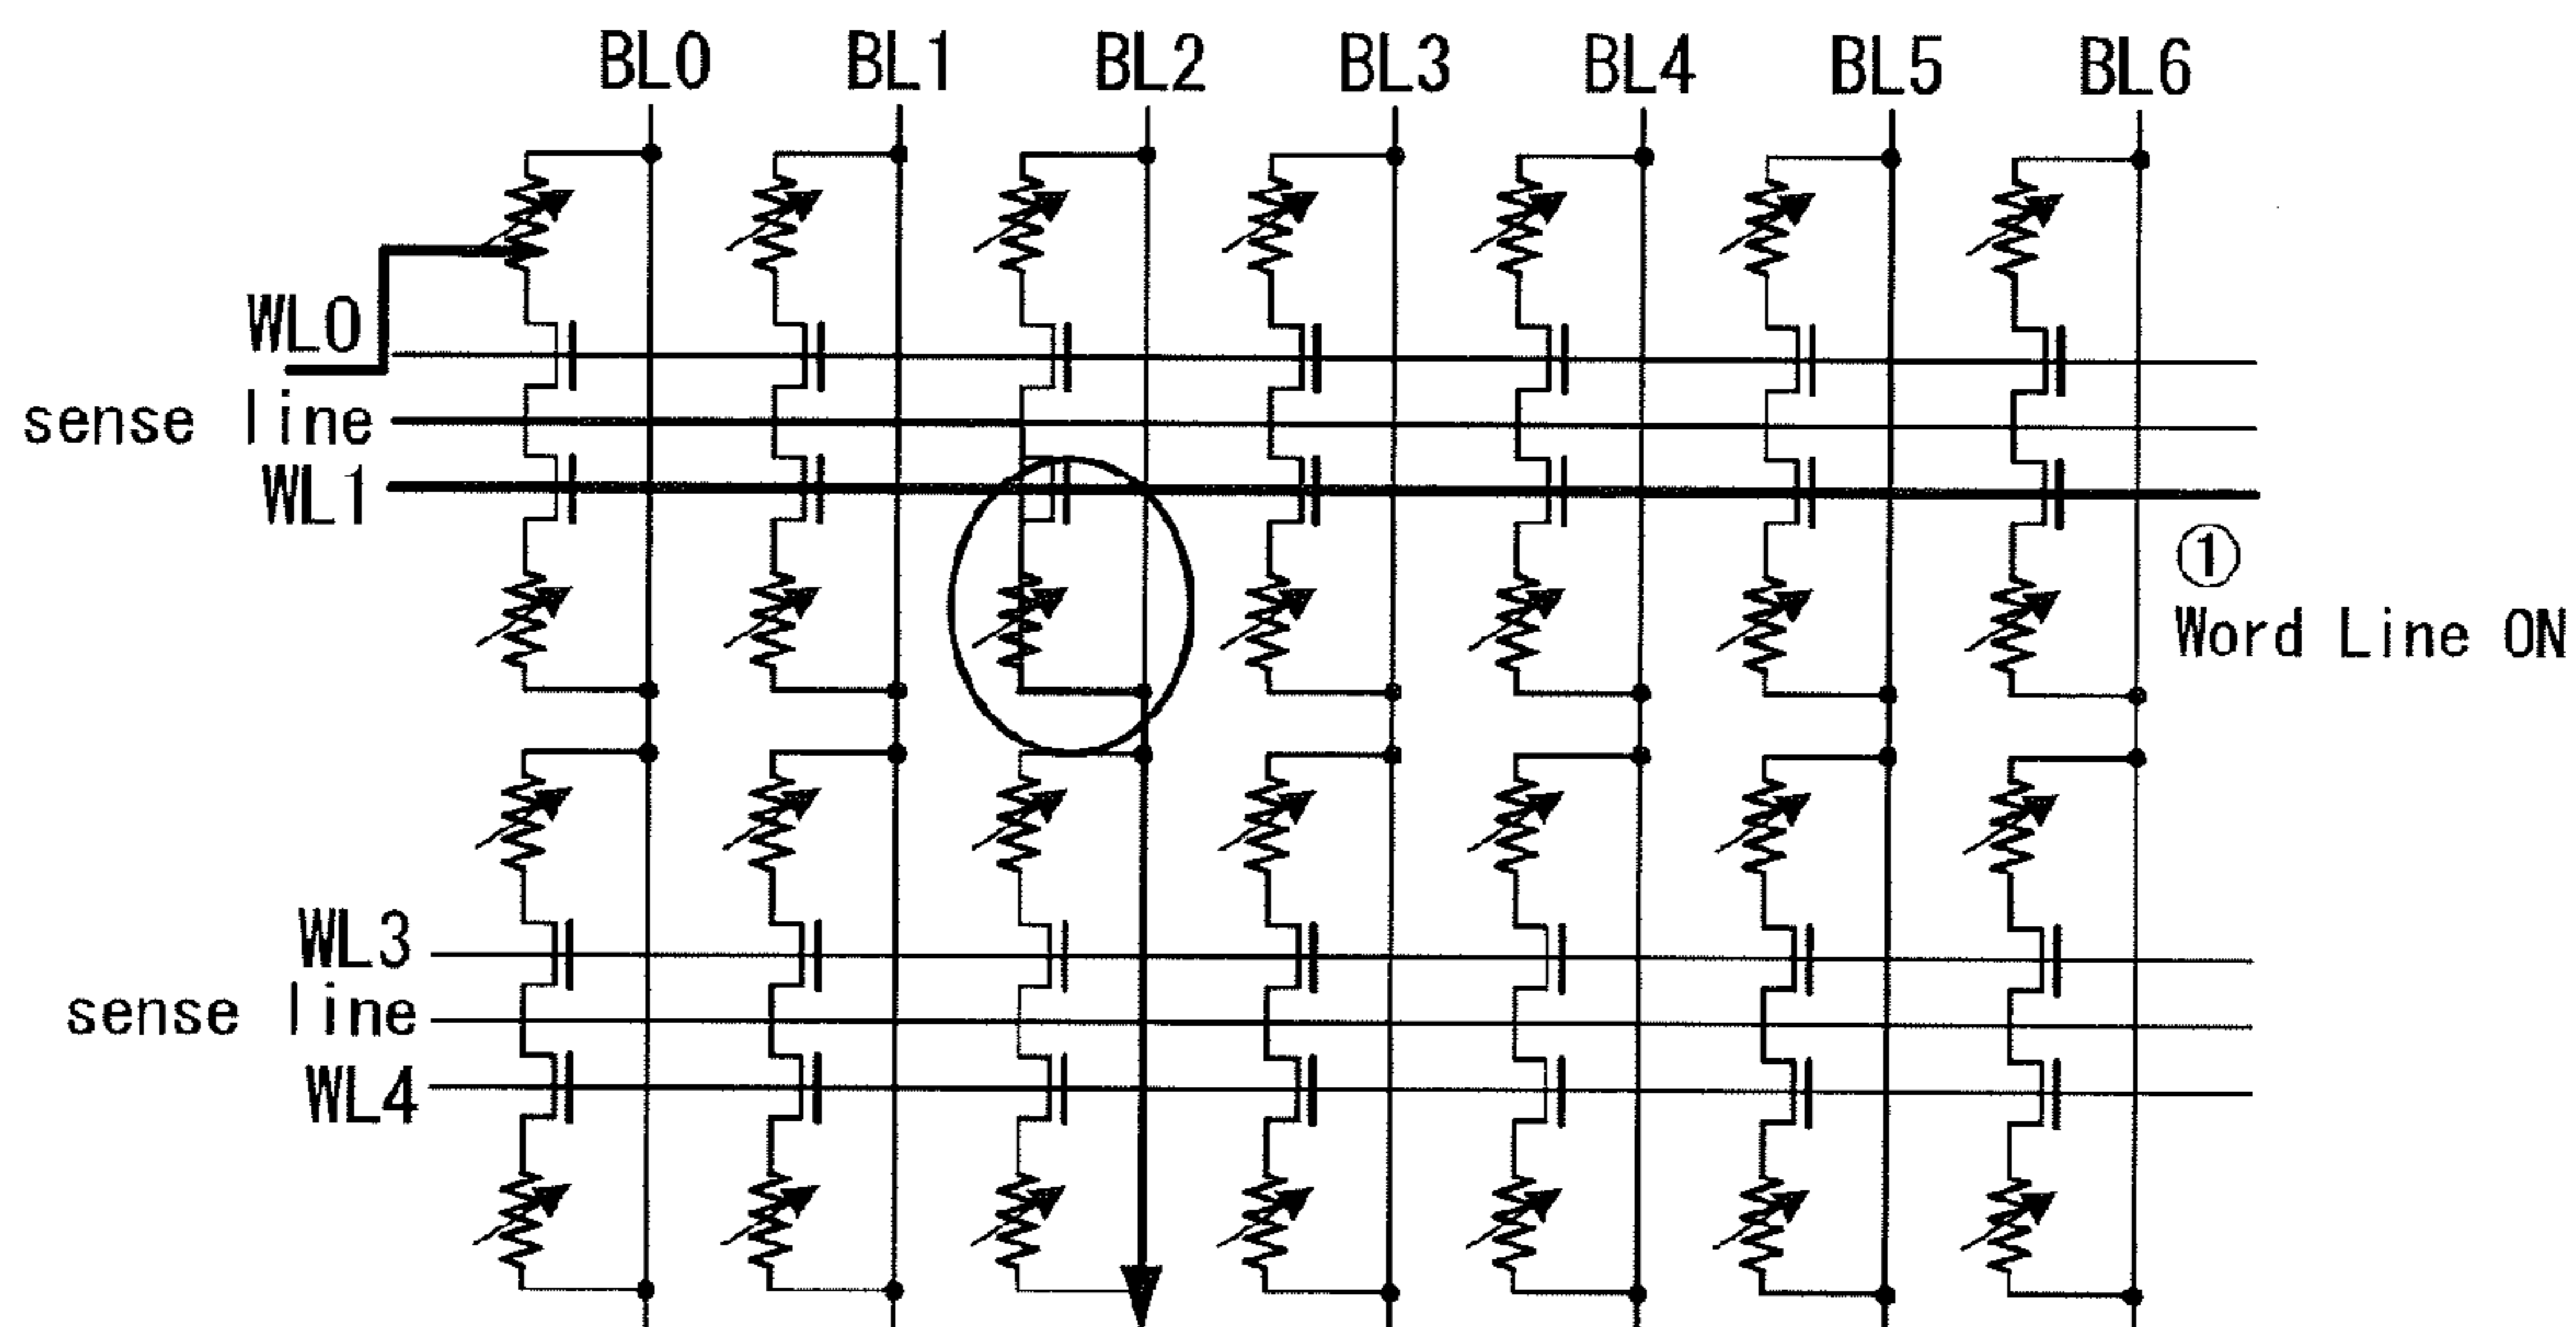 BL0 BL1 BL2 BL3 BL4 BL5 BL6
WL0
sense line
WL1
①
Word Line ON
WL3
sense line
WL4